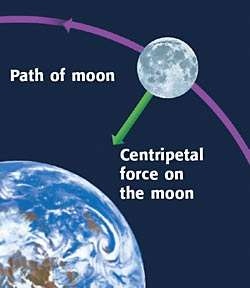 Path of moon
Centripetal
force on
the moon